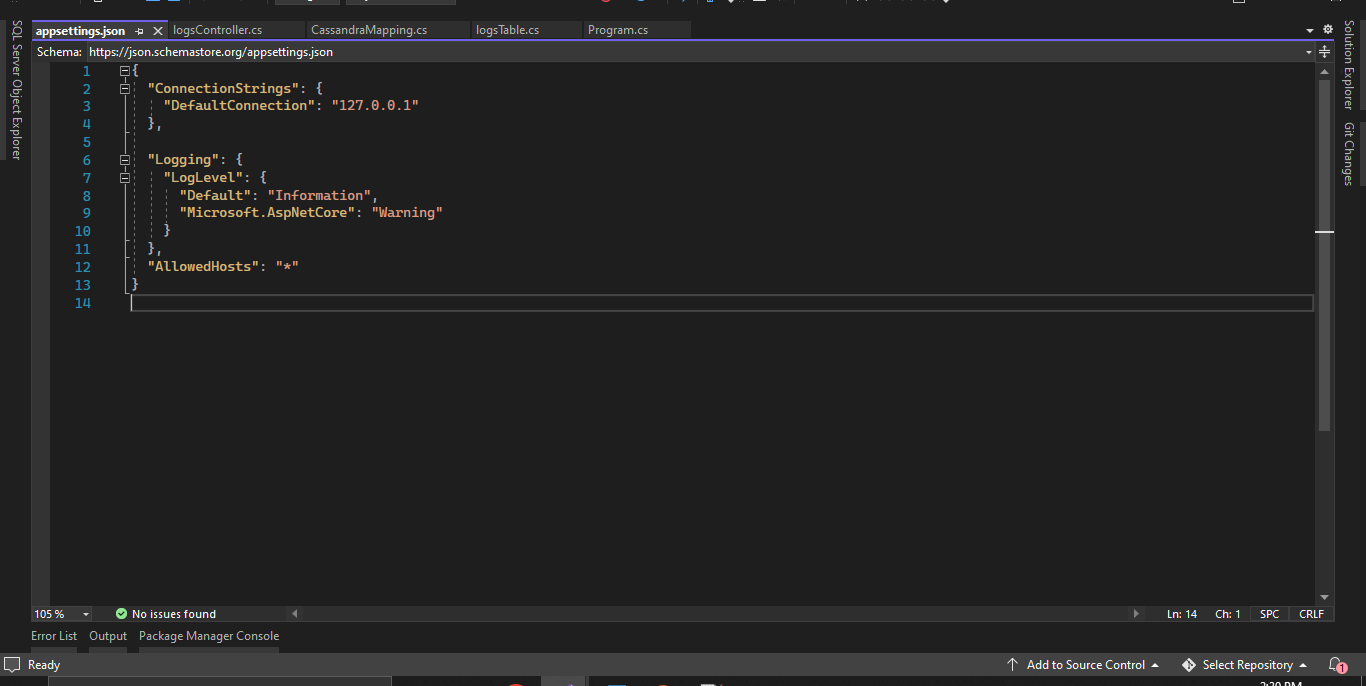 SQL Server Object Explorer
appsettings.json
logsController.cs
CassandraMapping.cs
logsTable.cs
Program.cs
Solution Explorer
Git Changes
Schema: https://json.schemastore.org/appsettings.json
1 {
2 "ConnectionStrings": {
3 "DefaultConnection": "127.0.0.1"
4 },
5
6 "Logging": {
7 "LogLevel": {
8 "Default": "Information",
9 "Microsoft.AspNetCore": "Warning"
10 }
11 },
12 "AllowedHosts": "*"
13 }
14
105 % No issues found Ln: 14 Ch: 1 SPC CRLF
Error List Output Package Manager Console
Ready Add to Source Control Select Repository 1